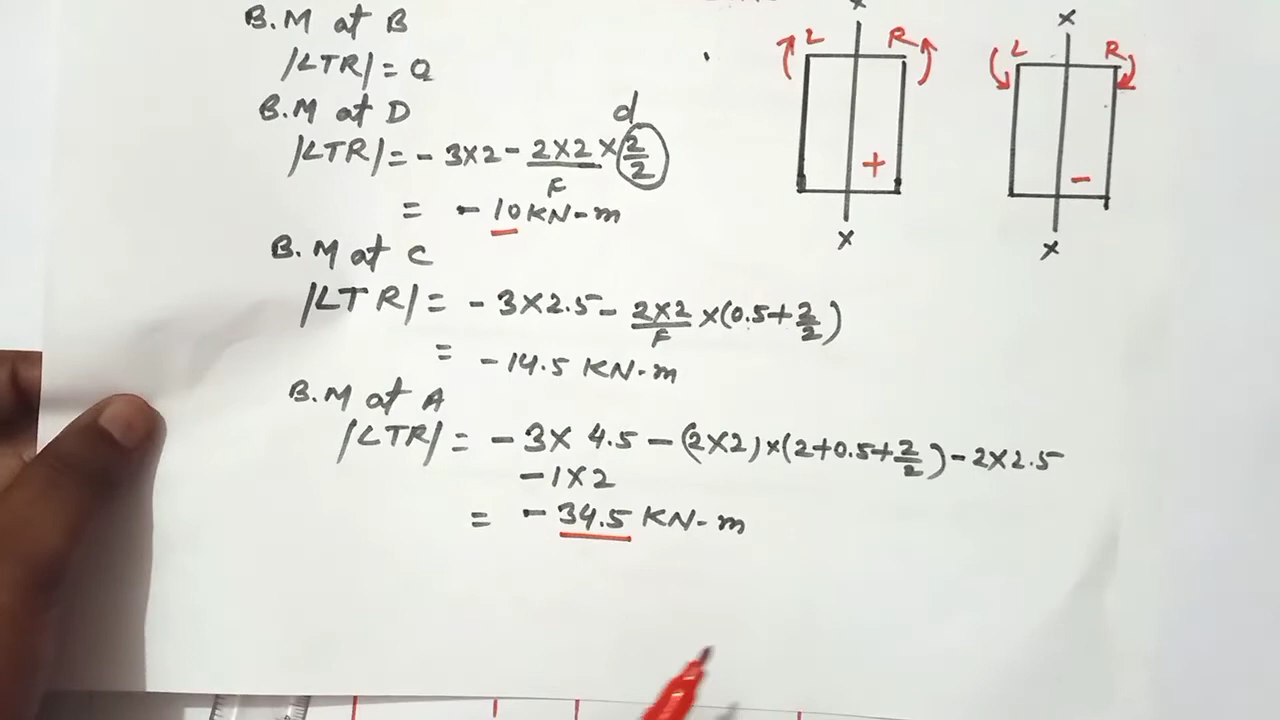 B.M at B
|LTR| = 0
B.M at D
|LTR| = - 3×2 - 2×2 × 2/2 d
F
= - 10 KN-m
B.M at C
|LTR| = - 3×2.5 - 2×2 ×(0.5+2/2)
F
= -14.5 KN-m
B.M at A
|LTR| = - 3× 4.5 - (2×2)×(2+0.5+2/2) - 2×2.5
-1×2
= - 34.5 KN-m
x
L R
+
x
x
L R
-
x